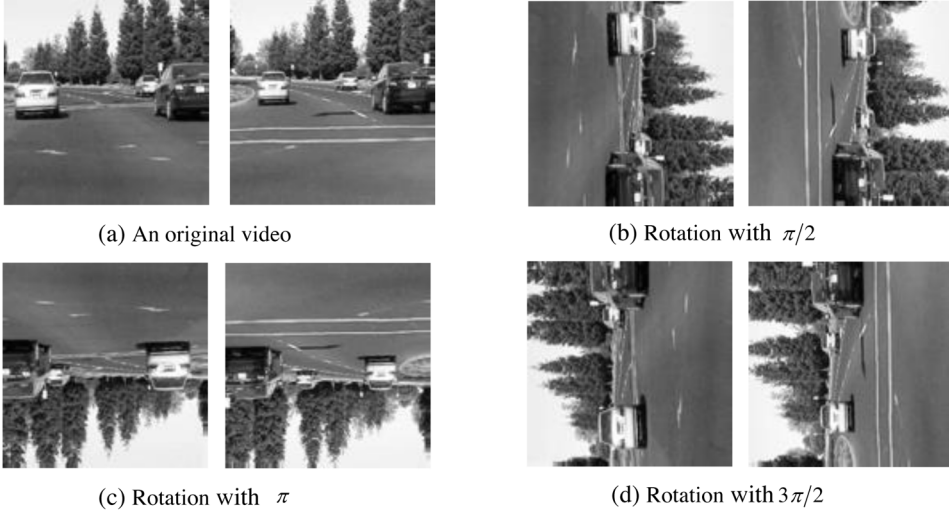 (a) An original video
(b) Rotation with π/2
(c) Rotation with π
(d) Rotation with 3π/2